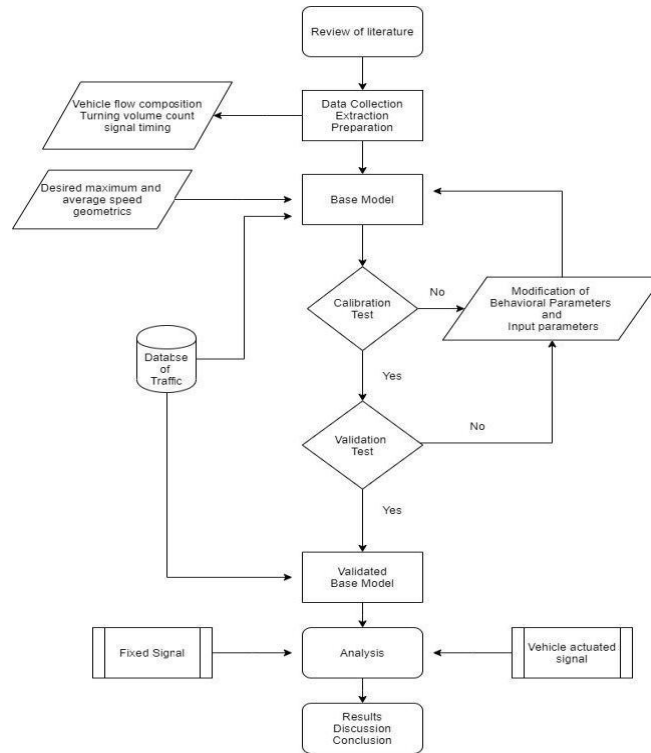 Review of literature
Vehicle flow composition
Turning volume count
signal timing
Data Collection
Extraction
Preparation
Desired maximum and
average speed
geometrics
Base Model
Calibration
Test
No
Modification of
Behavioral Parameters
and
Input parameters
Databse
of
Traffic
Yes
Validation
Test
No
Yes
Validated
Base Model
Fixed Signal
Analysis
Vehicle actuated
signal
Results
Discussion
Conclusion